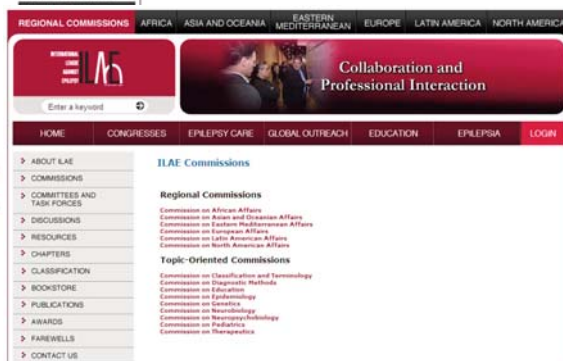 REGIONAL COMMISSIONS AFRICA ASIA AND OCEANIA EASTERN MEDITERRANEAN EUROPE LATIN AMERICA NORTH AMERICA
INTERNATIONAL
LEAGUE
AGAINST
EPILEPSY
ILAE
Collaboration and
Professional Interaction
Enter a keyword
HOME CONGRESSES EPILEPSY CARE GLOBAL OUTREACH EDUCATION EPILEPSIA LOGIN
ABOUT ILAE
COMMISSIONS
COMMITTEES AND
TASK FORCES
DISCUSSIONS
RESOURCES
CHAPTERS
CLASSIFICATION
BOOKSTORE
PUBLICATIONS
AWARDS
FAREWELLS
CONTACT US
ILAE Commissions
Regional Commissions
Commission on African Affairs
Commission on Asian and Oceanian Affairs
Commission on Eastern Mediterranean Affairs
Commission on European Affairs
Commission on Latin American Affairs
Commission on North American Affairs
Topic-Oriented Commissions
Commission on Classification and Terminology
Commission on Diagnostic Methods
Commission on Education
Commission on Epidemiology
Commission on Genetics
Commission on Neurobiology
Commission on Neuropsychobiology
Commission on Pediatrics
Commission on Therapeutics